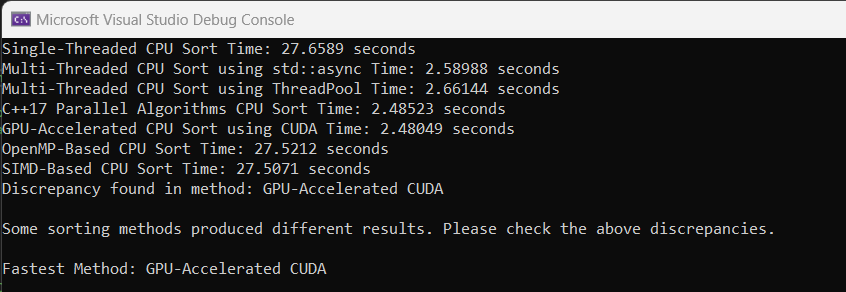 Microsoft Visual Studio Debug Console
Single-Threaded CPU Sort Time: 27.6589 seconds
Multi-Threaded CPU Sort using std::async Time: 2.58988 seconds
Multi-Threaded CPU Sort using ThreadPool Time: 2.66144 seconds
C++17 Parallel Algorithms CPU Sort Time: 2.48523 seconds
GPU-Accelerated CPU Sort using CUDA Time: 2.48049 seconds
OpenMP-Based CPU Sort Time: 27.5212 seconds
SIMD-Based CPU Sort Time: 27.5071 seconds
Discrepancy found in method: GPU-Accelerated CUDA
Some sorting methods produced different results. Please check the above discrepancies.
Fastest Method: GPU-Accelerated CUDA